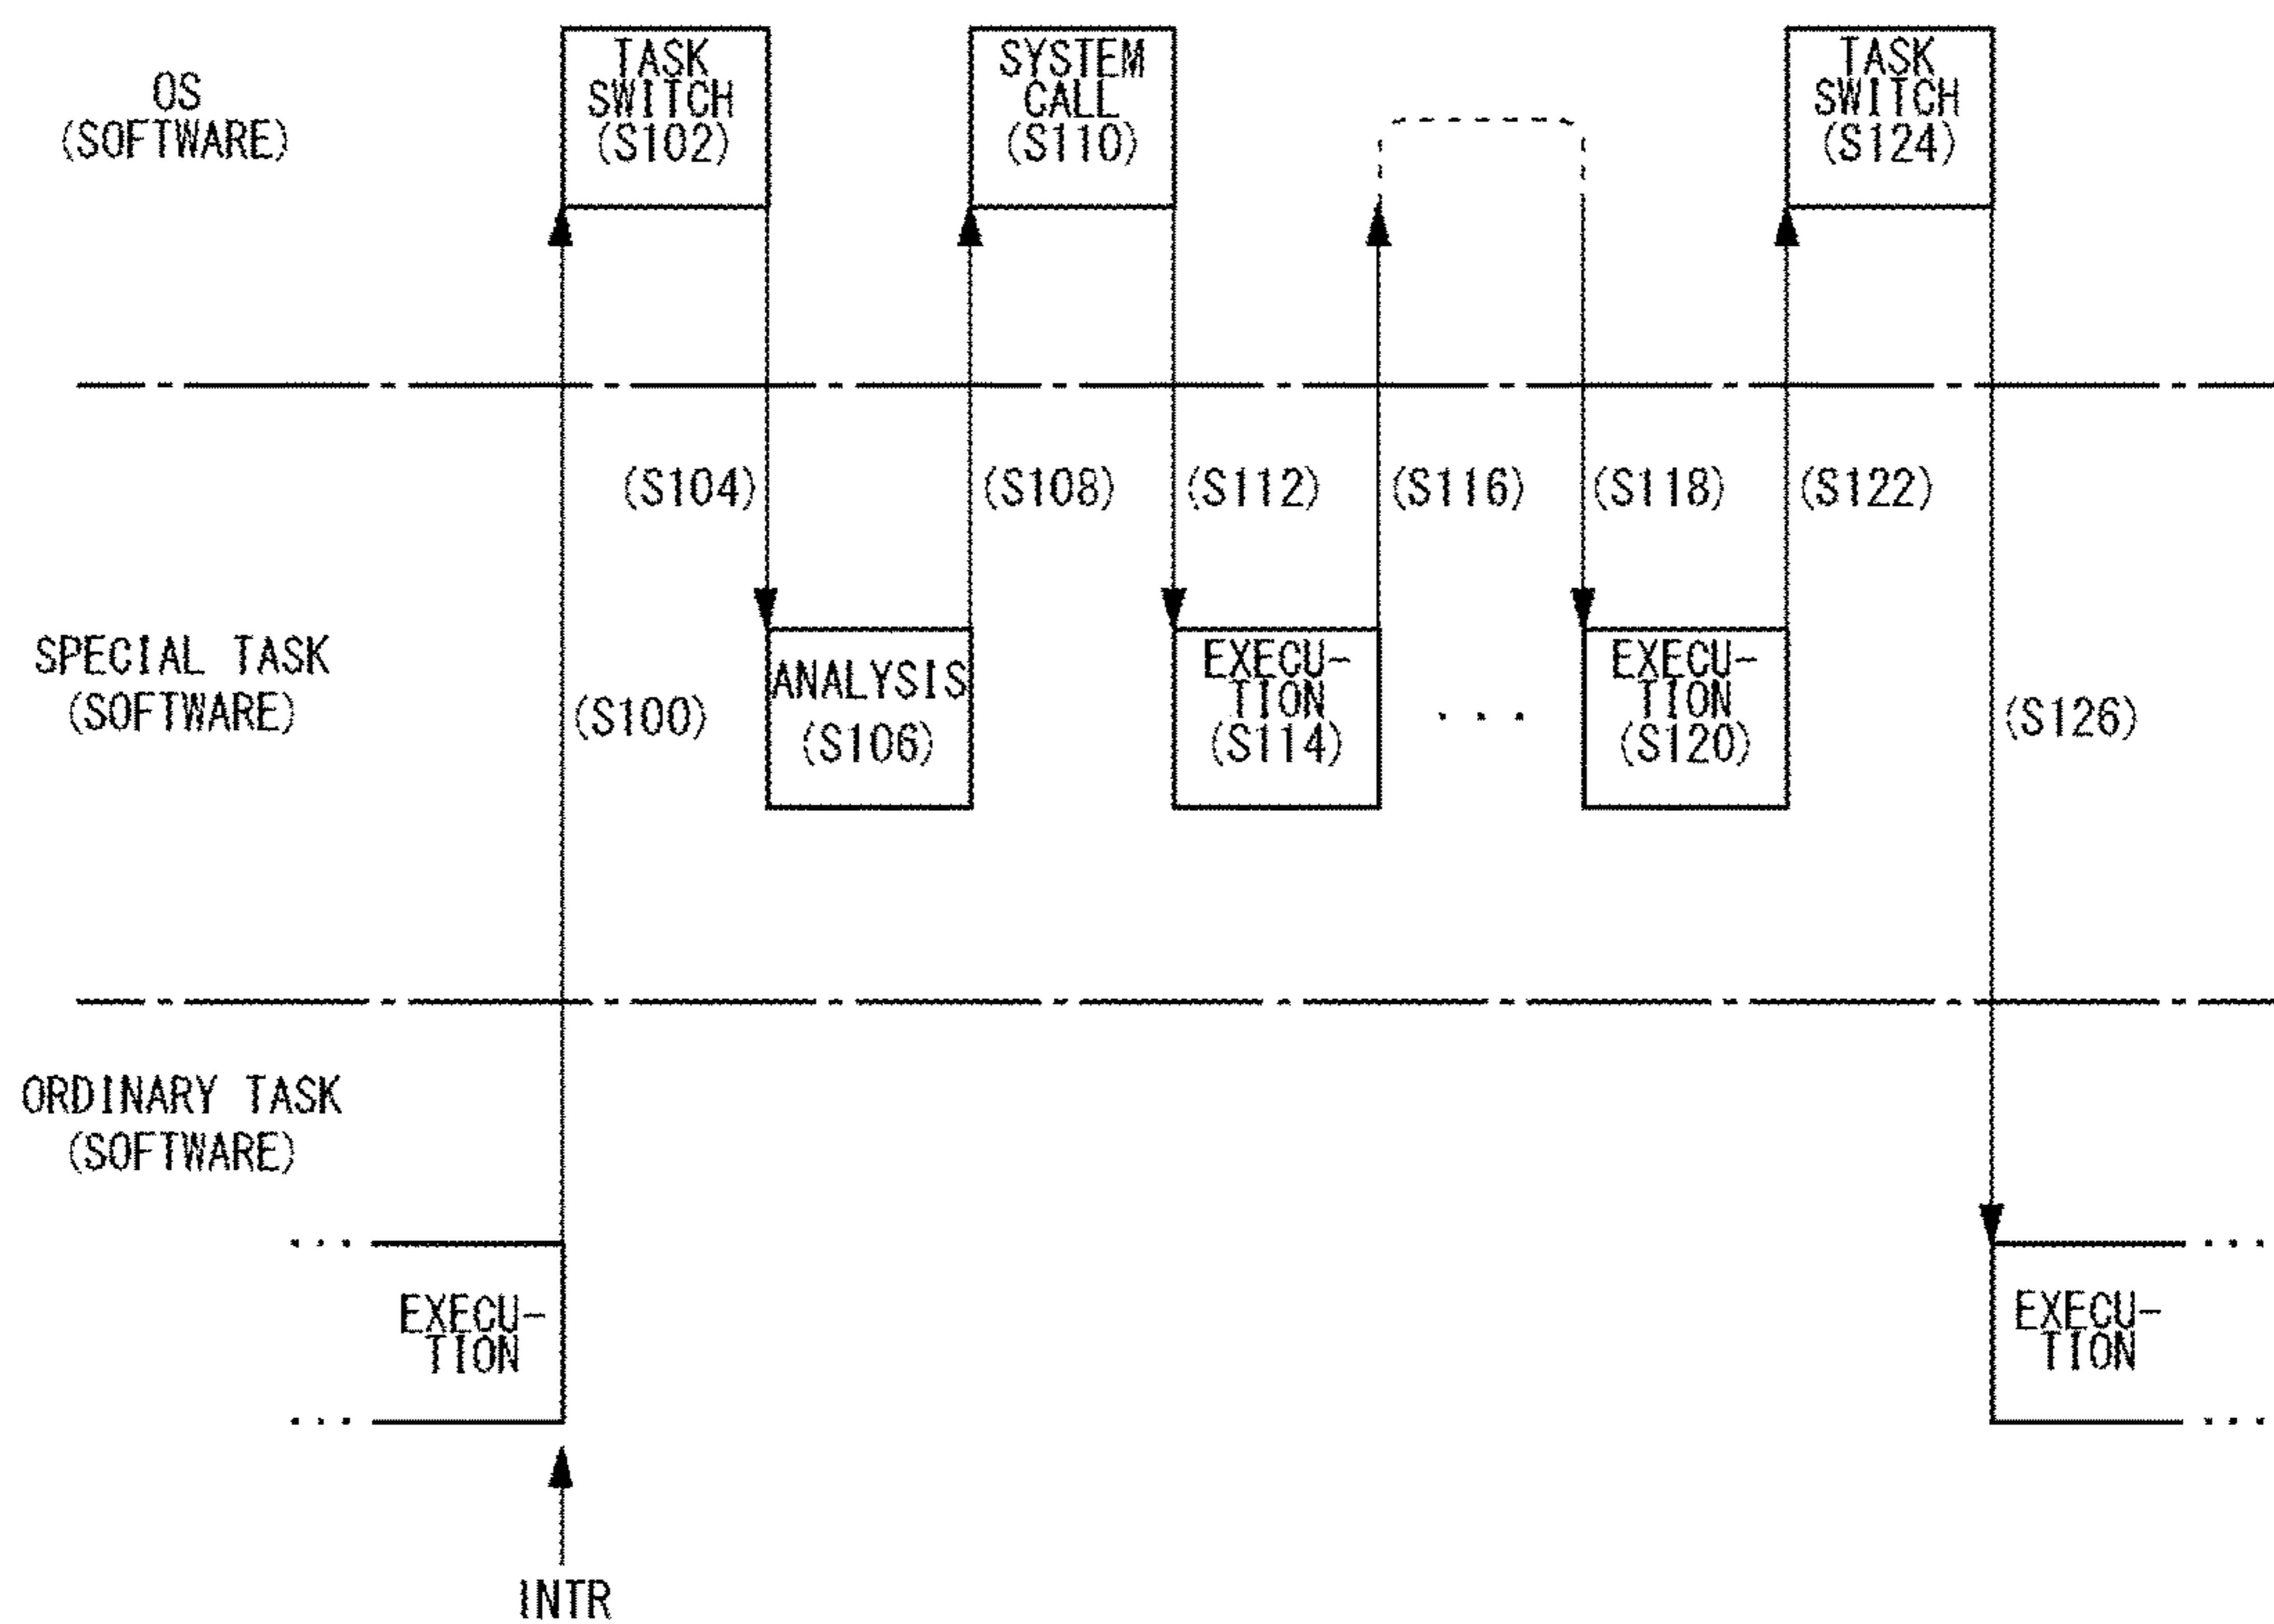 OS
(SOFTWARE)
TASK
SWITCH
(S102)
SYSTEM
CALL
(S110)
TASK
SWITCH
(S124)
(S104)
(S108)
(S112)
(S116)
(S118)
(S122)
SPECIAL TASK
(SOFTWARE)
(S100)
ANALYSIS
(S106)
EXECU-
TION
(S114)
...
EXECU-
TION
(S120)
(S126)
ORDINARY TASK
(SOFTWARE)
... ...
EXECU-
TION
EXECU-
TION
... ...
INTR